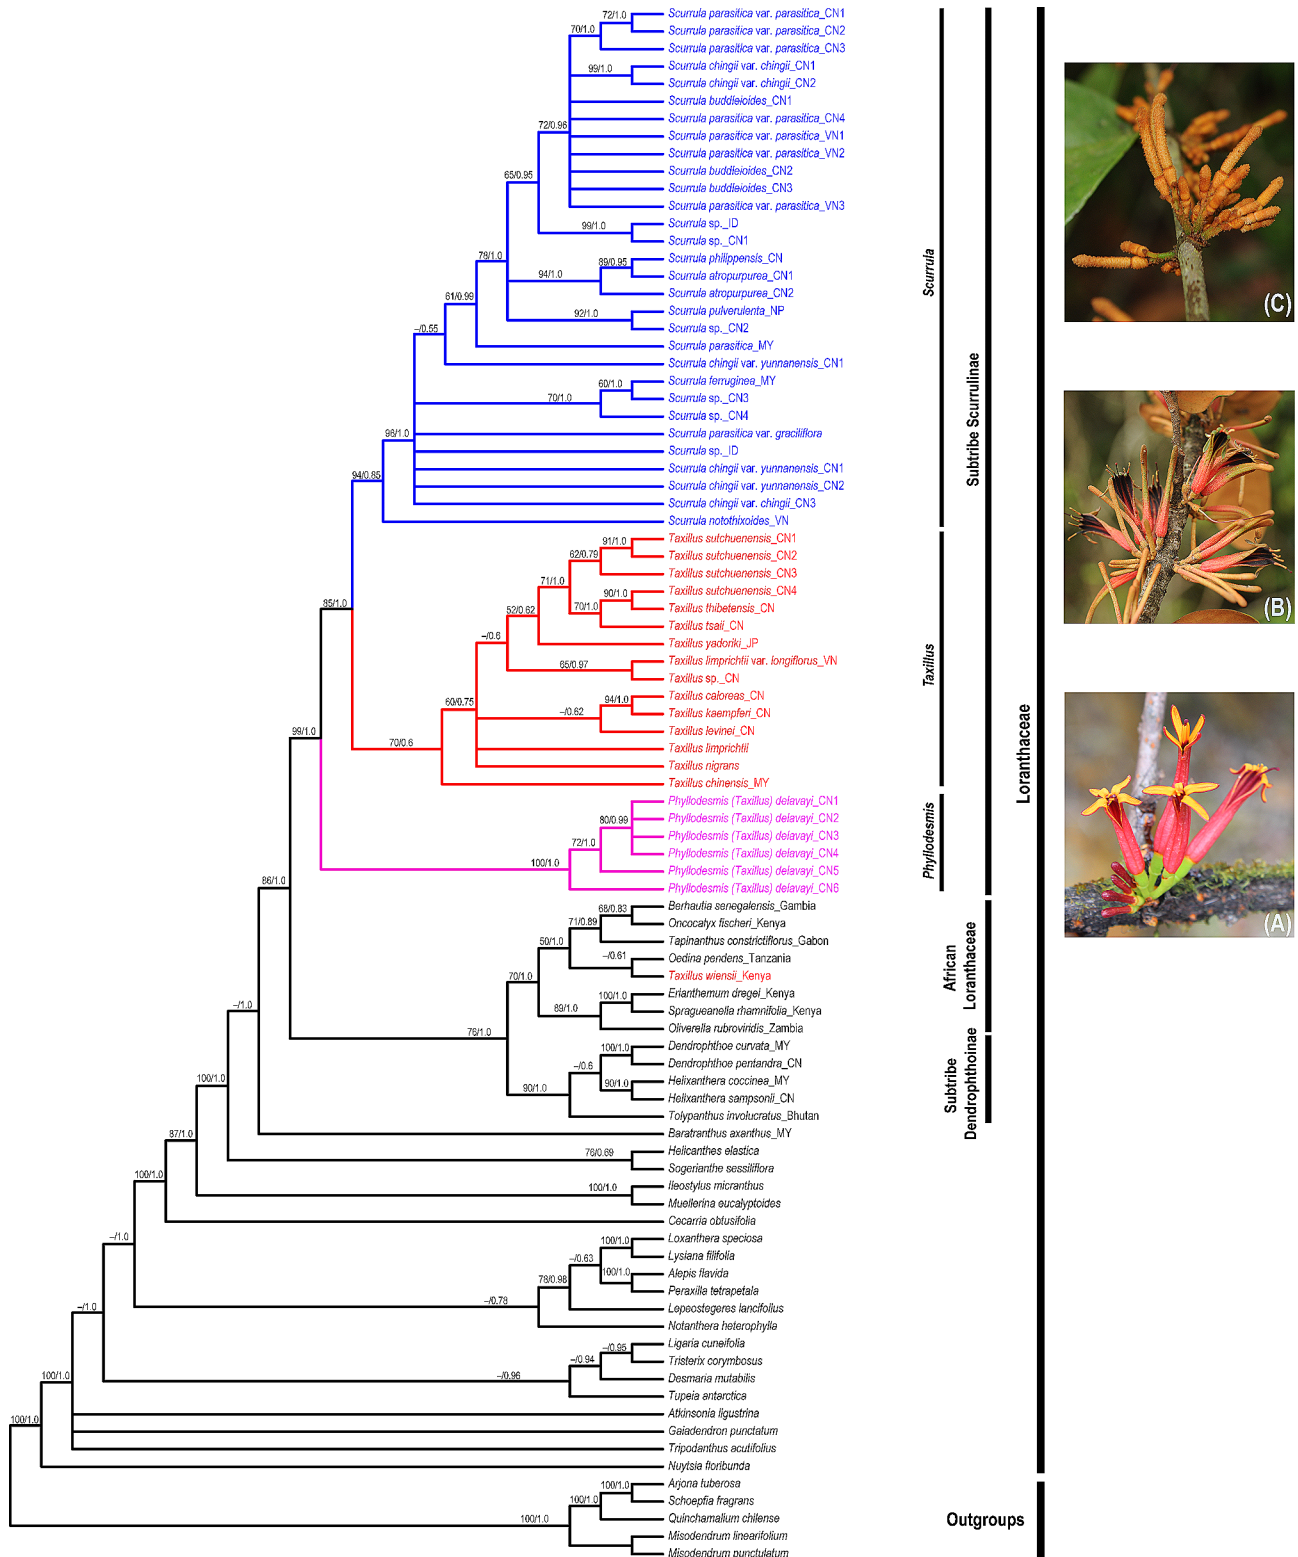 72/1.0
Scurrula parasitica var. parasitica_CN1
70/1.0
Scurrula parasitica var. parasitica_CN2
Scurrula parasitica var. parasitica_CN3
99/1.0
Scurrula chingii var. chingii_CN1
Scurrula chingii var. chingii_CN2
Scurrula buddleioides_CN1
Scurrula parasitica var. parasitica_CN4
72/0.96
Scurrula parasitica var. parasitica_VN1
Scurrula parasitica var. parasitica_VN2
65/0.95
Scurrula buddleioides_CN2
Scurrula buddleioides_CN3
Scurrula parasitica var. parasitica_VN3
99/1.0
Scurrula sp._ID
Scurrula sp._CN1
78/1.0
Scurrula philippensis_CN
89/0.95
94/1.0
Scurrula atropurpurea_CN1
Scurrula atropurpurea_CN2
61/0.99
92/1.0
Scurrula pulverulenta_NP
Scurrula sp._CN2
–/0.55
Scurrula parasitica_MY
Scurrula chingii var. yunnanensis_CN1
60/1.0
Scurrula ferruginea_MY
70/1.0
Scurrula sp._CN3
Scurrula sp._CN4
98/1.0
Scurrula parasitica var. graciliflora
Scurrula sp._ID
94/0.85
Scurrula chingii var. yunnanensis_CN1
Scurrula chingii var. yunnanensis_CN2
Scurrula chingii var. chingii_CN3
Scurrula notothixoides_VN
91/1.0
Taxillus sutchuenensis_CN1
62/0.79
Taxillus sutchuenensis_CN2
Taxillus sutchuenensis_CN3
71/1.0
90/1.0
Taxillus sutchuenensis_CN4
85/1.0
52/0.62
70/1.0
Taxillus thibetensis_CN
Taxillus tsaii_CN
–/0.6
Taxillus yadoriki_JP
65/0.97
Taxillus limprichtii var. longiflorus_VN
Taxillus sp._CN
60/0.75
94/1.0
Taxillus caloreas_CN
–/0.62
Taxillus kaempferi_CN
Taxillus levinei_CN
99/1.0
70/0.6
Taxillus limprichtii
Taxillus nigrans
Taxillus chinensis_MY
Phyllodesmis (Taxillus) delavayi_CN1
80/0.99
Phyllodesmis (Taxillus) delavayi_CN2
Phyllodesmis (Taxillus) delavayi_CN3
72/1.0
Phyllodesmis (Taxillus) delavayi_CN4
100/1.0
Phyllodesmis (Taxillus) delavayi_CN5
86/1.0
Phyllodesmis (Taxillus) delavayi_CN6
68/0.83
Berhautia senegalensis_Gambia
71/0.89
Oncocalyx fischeri_Kenya
50/1.0
Tapinanthus constrictiflorus_Gabon
–/0.61
Oedina pendens_Tanzania
70/1.0
Taxillus wiensii_Kenya
100/1.0
Erianthemum dregei_Kenya
–/1.0
89/1.0
Spragueanella rhamnifolia_Kenya
Oliverella rubroviridis_Zambia
76/1.0
100/1.0
Dendrophthoe curvata_MY
–/0.6
Dendrophthoe pentandra_CN
100/1.0
90/1.0
90/1.0
Helixanthera coccinea_MY
Helixanthera sampsonii_CN
Tolypanthus involucratus_Bhutan
87/1.0
Baratranthus axanthus_MY
76/0.69
Helicanthes elastica
100/1.0
Sogerianthe sessiliflora
100/1.0
Ileostylus micranthus
Muellerina eucalyptoides
Cecarria obtusifolia
–/1.0
100/1.0
Loxanthera speciosa
–/0.63
Lysiana filifolia
78/0.98
100/1.0
Alepis flavida
Peraxilla tetrapetala
–/1.0
–/0.78
Lepeostegeres lancifolius
Notanthera heterophylla
–/0.95
Ligaria cuneifolia
–/0.94
Tristerix corymbosus
100/1.0
–/0.96
Desmaria mutabilis
Tupeia antarctica
100/1.0
Atkinsonia ligustrina
Gaiadendron punctatum
Tripodanthus acutifolius
Nuytsia floribunda
100/1.0
Arjona tuberosa
100/1.0
Schoepfia fragrans
100/1.0
Quinchamalium chilense
Misodendrum linearifolium
Misodendrum punctulatum
Scurrula
Taxillus
Phyllodesmis
Subtribe Scurrulinae
African
Loranthaceae
Subtribe
Dendrophthoinae
Loranthaceae
Outgroups
(C)
(B)
(A)